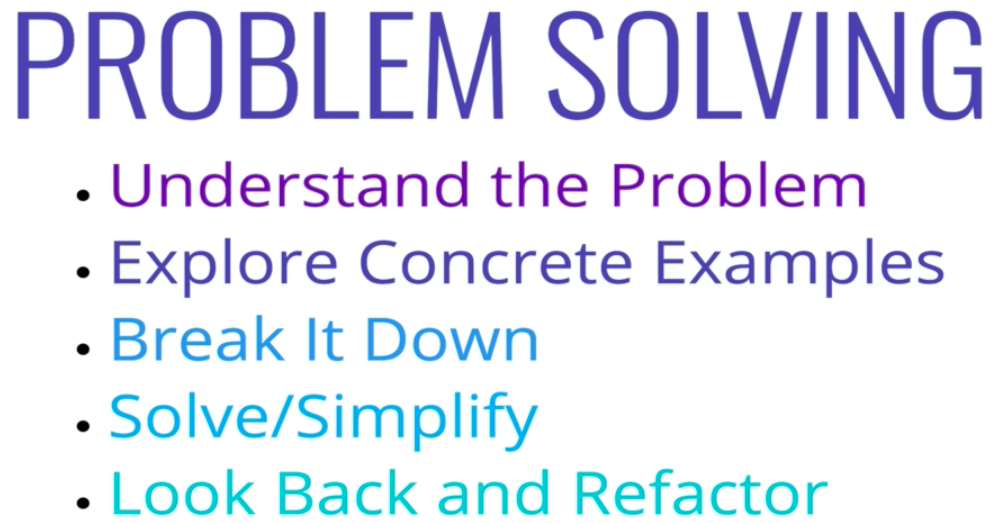 PROBLEM SOLVING
• Understand the Problem
• Explore Concrete Examples
• Break It Down
• Solve/Simplify
• Look Back and Refactor